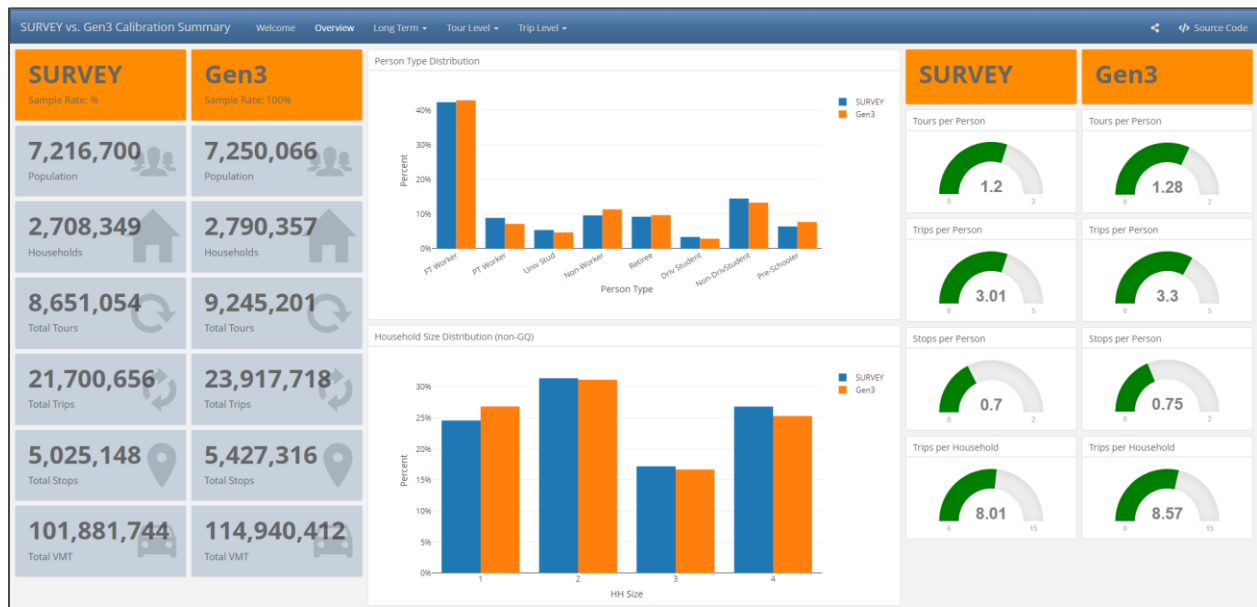 SURVEY vs. Gen3 Calibration Summary Welcome Overview Long Term Tour Level Trip Level Source Code
SURVEY
Sample Rate: %
7,216,700
Population
2,708,349
Households
8,651,054
Total Tours
21,700,656
Total Trips
5,025,148
Total Stops
101,881,744
Total VMT
Gen3
Sample Rate: 100%
7,250,066
Population
2,790,357
Households
9,245,201
Total Tours
23,917,718
Total Trips
5,427,316
Total Stops
114,940,412
Total VMT
Person Type Distribution
SURVEY
Gen3
40%
30%
20%
10%
0%
Percent
FT Worker
PT Worker
Univ Stud
Non-Worker
Retiree
Driv Student
Non-DrivStudent
Pre-Schooler
Person Type
Household Size Distribution (non-GQ)
SURVEY
Gen3
30%
25%
20%
15%
10%
5%
0%
Percent
1 2 3 4
HH Size
SURVEY
Tours per Person
1.2
0 2
Trips per Person
3.01
0 5
Stops per Person
0.7
0 2
Trips per Household
8.01
0 15
Gen3
Tours per Person
1.28
0 2
Trips per Person
3.3
0 5
Stops per Person
0.75
0 2
Trips per Household
8.57
0 15